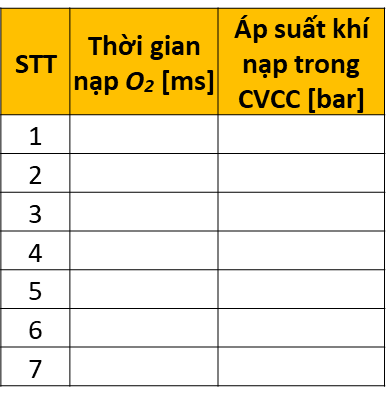 STT
Thời gian
nạp O₂ [ms]
Áp suất khí
nạp trong
CVCC [bar]
1
2
3
4
5
6
7